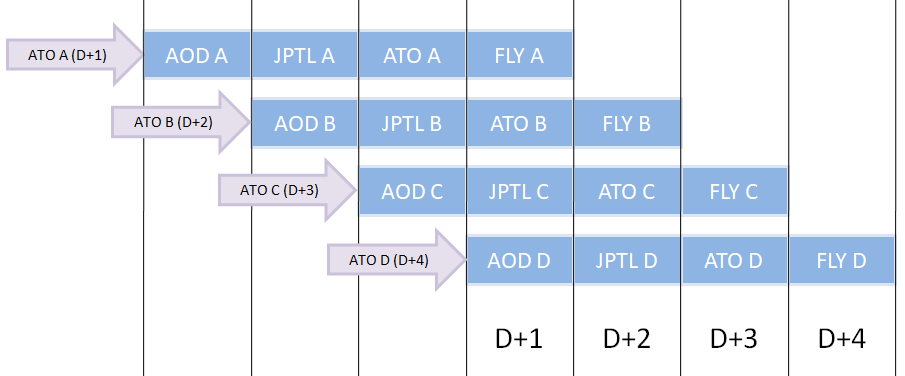 ATO A (D+1) AOD A JPTL A ATO A FLY A
ATO B (D+2) AOD B JPTL B ATO B FLY B
ATO C (D+3) AOD C JPTL C ATO C FLY C
ATO D (D+4) AOD D JPTL D ATO D FLY D
D+1 D+2 D+3 D+4